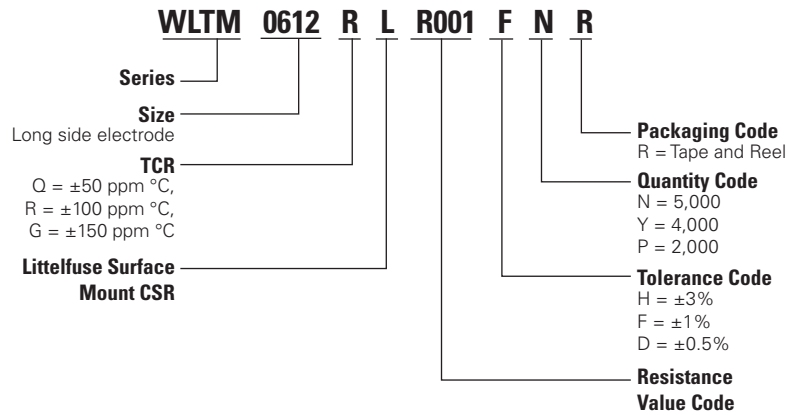 WLTM 0612 R L R001 F N R
Series
Size
Long side electrode
TCR
Q = ±50 ppm °C,
R = ±100 ppm °C,
G = ±150 ppm °C
Littelfuse Surface
Mount CSR
Packaging Code
R = Tape and Reel
Quantity Code
N = 5,000
Y = 4,000
P = 2,000
Tolerance Code
H = ±3%
F = ±1%
D = ±0.5%
Resistance
Value Code